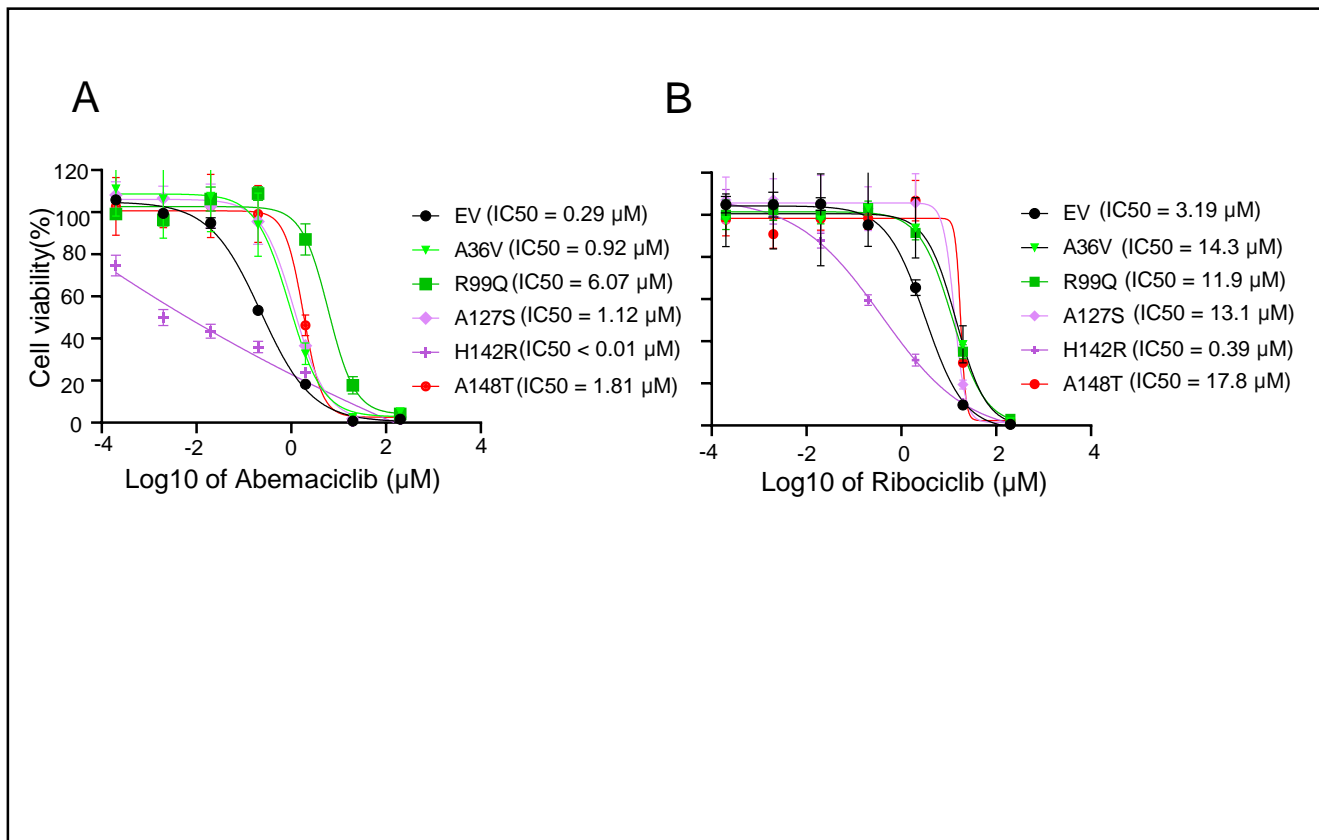 A
B
120
100
80
60
40
20
0
Cell viability(%)
-4
-2
0
2
4
Log10 of Abemaciclib (µM)
EV (IC50 = 0.29 µM)
A36V (IC50 = 0.92 µM)
R99Q (IC50 = 6.07 µM)
A127S (IC50 = 1.12 µM)
H142R (IC50 < 0.01 µM)
A148T (IC50 = 1.81 µM)
-4
-2
0
2
4
Log10 of Ribociclib (µM)
EV (IC50 = 3.19 µM)
A36V (IC50 = 14.3 µM)
R99Q (IC50 = 11.9 µM)
A127S (IC50 = 13.1 µM)
H142R (IC50 = 0.39 µM)
A148T (IC50 = 17.8 µM)